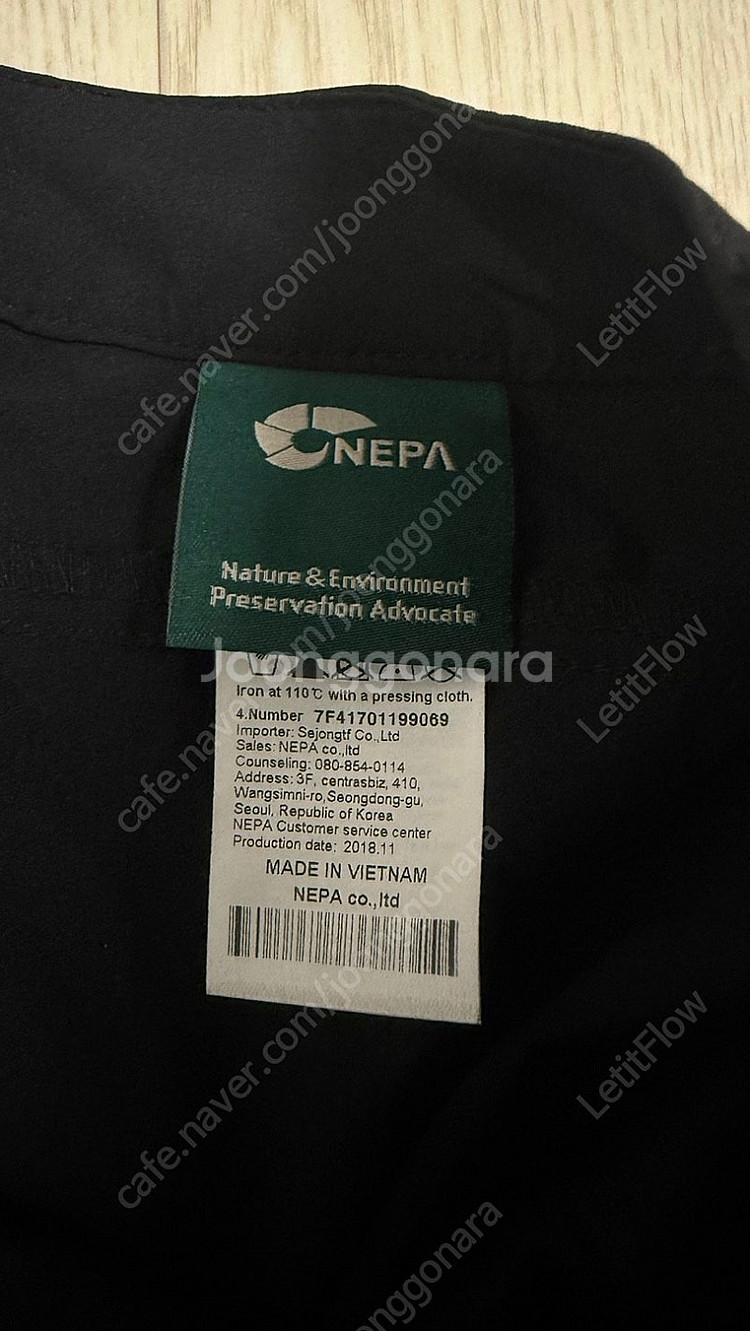 NEPA
Nature & Environment
Preservation Advocate
Joonggonara
Iron at 110℃ with a pressing cloth.
4.Number 7F41701199069
Importer: Sejongtf Co.,Ltd
Sales: NEPA co.,ltd
Counseling: 080-854-0114
Address: 3F, centrasbiz, 410,
Wangsimni-ro,Seongdong-gu,
Seoul, Republic of Korea
NEPA Customer service center
Production date: 2018.11
MADE IN VIETNAM
NEPA co.,ltd
cafe.naver.com/joonggonara
LetitFlow
cafe.naver.com/joonggonara
LetitFlow
cafe.naver.com/joonggonara
LetitFlow
joonggonara